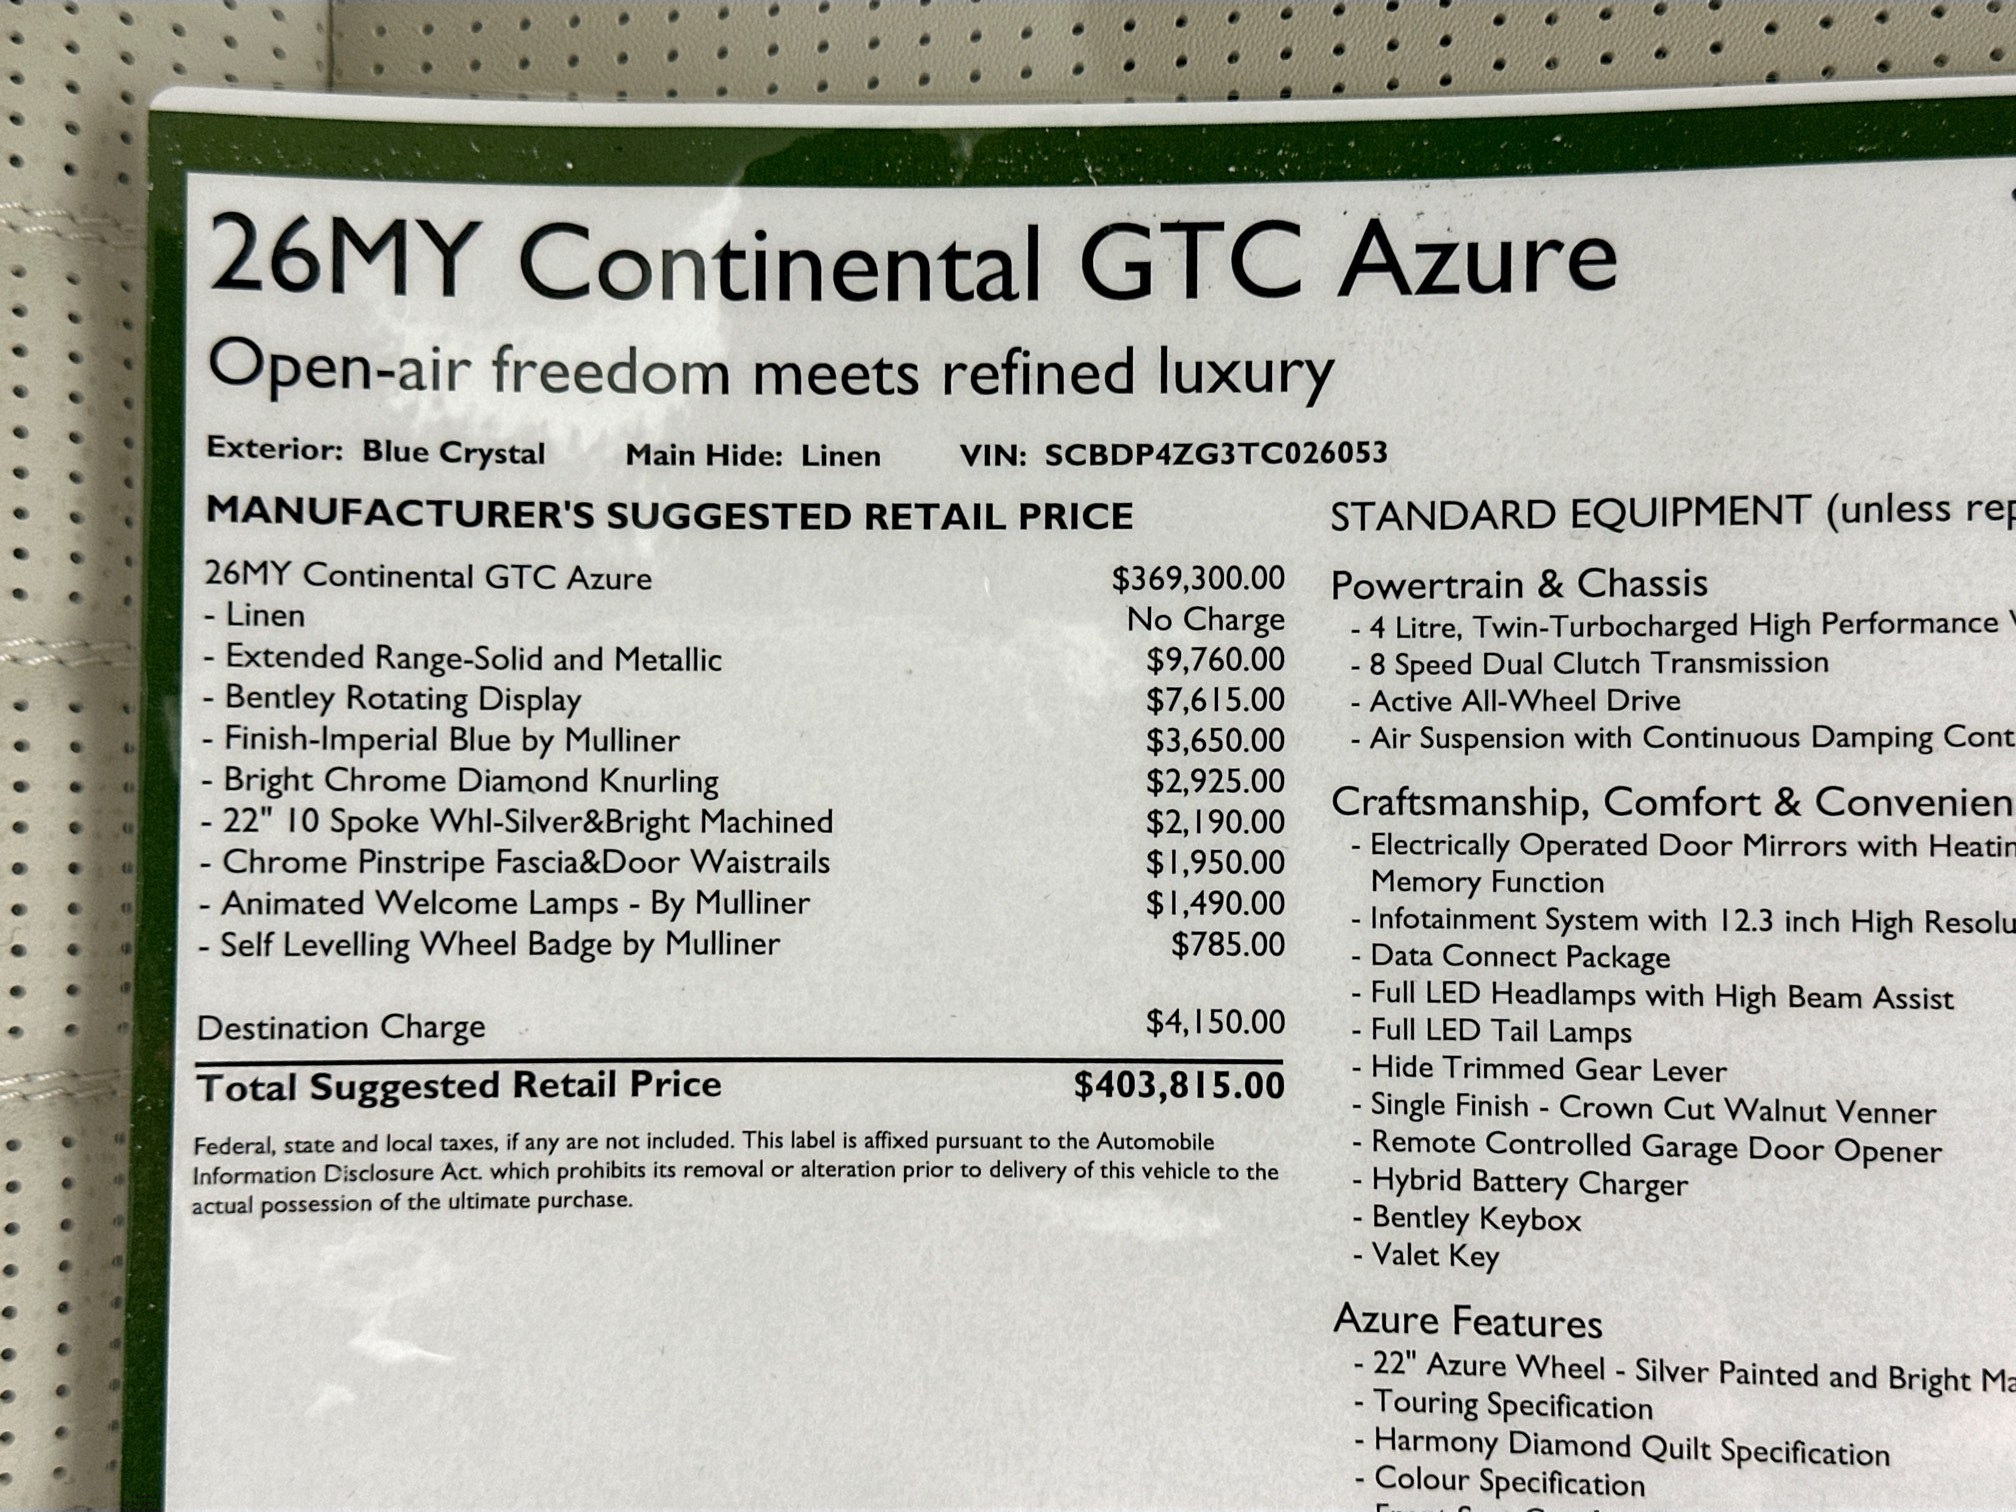 26MY Continental GTC Azure
Open-air freedom meets refined luxury
Exterior: Blue Crystal Main Hide: Linen VIN: SCBDP4ZG3TC026053
MANUFACTURER'S SUGGESTED RETAIL PRICE
26MY Continental GTC Azure $369,300.00
- Linen No Charge
- Extended Range-Solid and Metallic $9,760.00
- Bentley Rotating Display $7,615.00
- Finish-Imperial Blue by Mulliner $3,650.00
- Bright Chrome Diamond Knurling $2,925.00
- 22" 10 Spoke Whl-Silver&Bright Machined $2,190.00
- Chrome Pinstripe Fascia&Door Waistrails $1,950.00
- Animated Welcome Lamps - By Mulliner $1,490.00
- Self Levelling Wheel Badge by Mulliner $785.00
Destination Charge $4,150.00
Total Suggested Retail Price $403,815.00
Federal, state and local taxes, if any are not included. This label is affixed pursuant to the Automobile
Information Disclosure Act. which prohibits its removal or alteration prior to delivery of this vehicle to the
actual possession of the ultimate purchase.
STANDARD EQUIPMENT (unless rep
Powertrain & Chassis
- 4 Litre, Twin-Turbocharged High Performance
- 8 Speed Dual Clutch Transmission
- Active All-Wheel Drive
- Air Suspension with Continuous Damping Cont
Craftsmanship, Comfort & Convenien
- Electrically Operated Door Mirrors with Heatin
Memory Function
- Infotainment System with 12.3 inch High Resolu
- Data Connect Package
- Full LED Headlamps with High Beam Assist
- Full LED Tail Lamps
- Hide Trimmed Gear Lever
- Single Finish - Crown Cut Walnut Venner
- Remote Controlled Garage Door Opener
- Hybrid Battery Charger
- Bentley Keybox
- Valet Key
Azure Features
- 22" Azure Wheel - Silver Painted and Bright Ma
- Touring Specification
- Harmony Diamond Quilt Specification
- Colour Specification